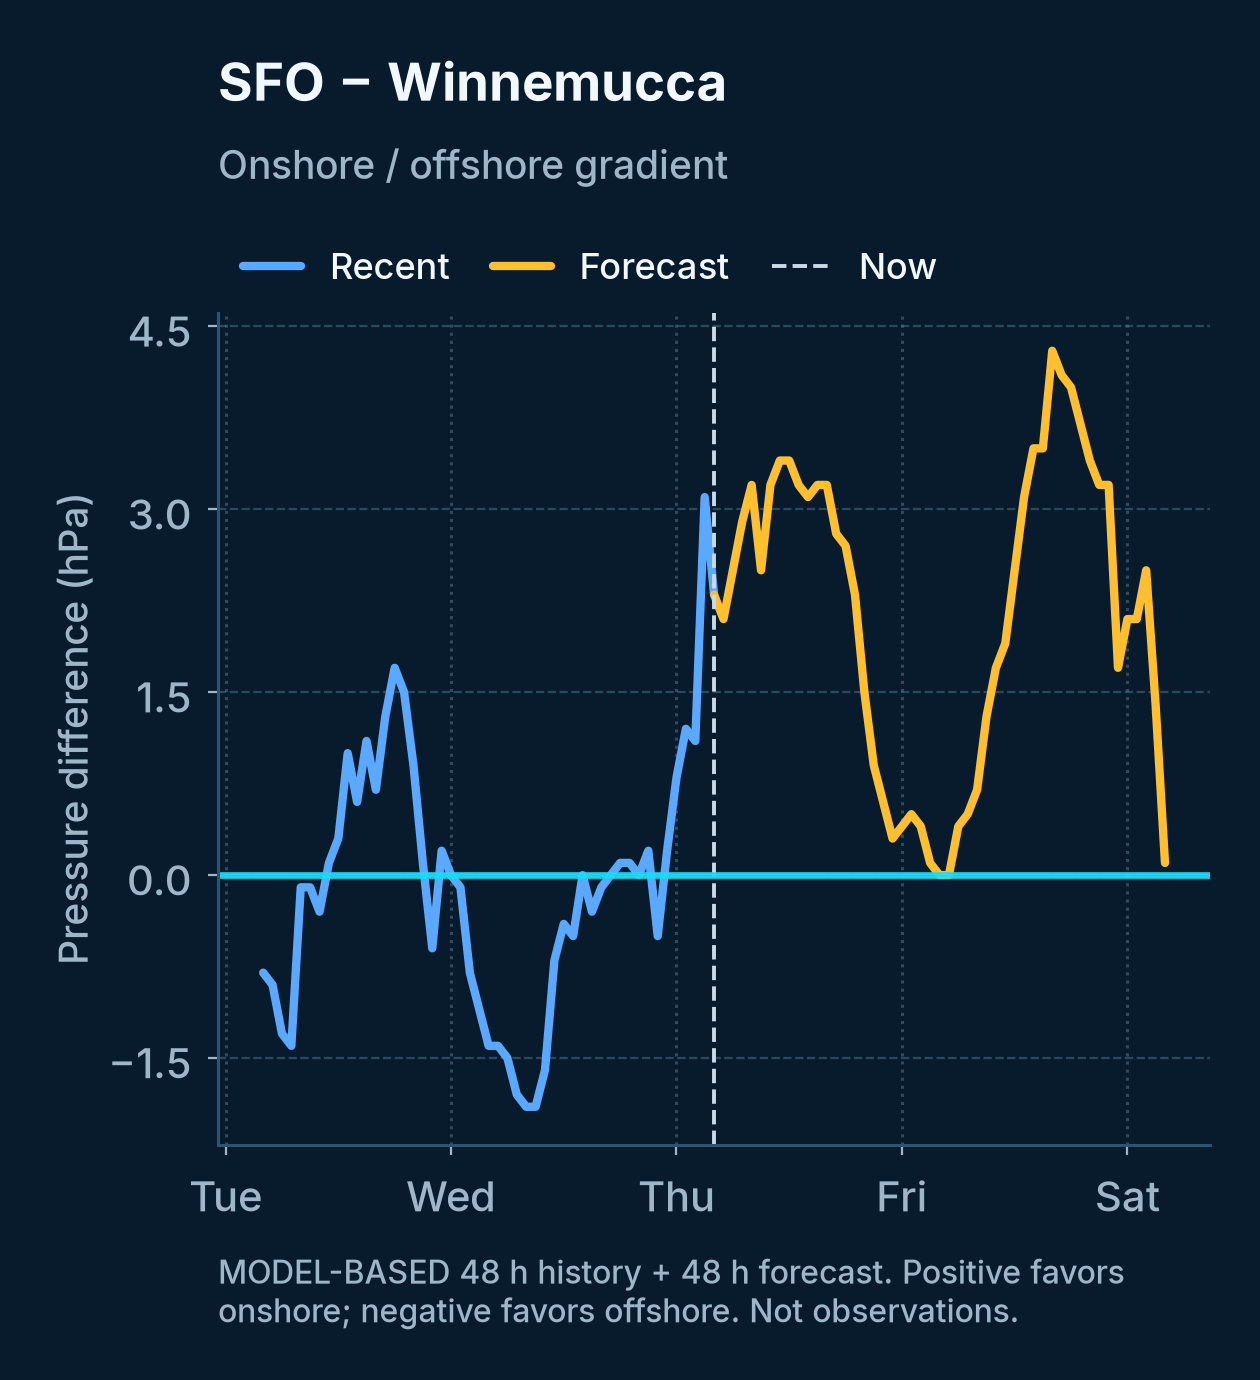 SFO – Winnemucca
Onshore / offshore gradient
Recent Forecast Now
4.5
3.0
1.5
0.0
−1.5
Pressure difference (hPa)
Tue Wed Thu Fri Sat
MODEL-BASED 48 h history + 48 h forecast. Positive favors
onshore; negative favors offshore. Not observations.